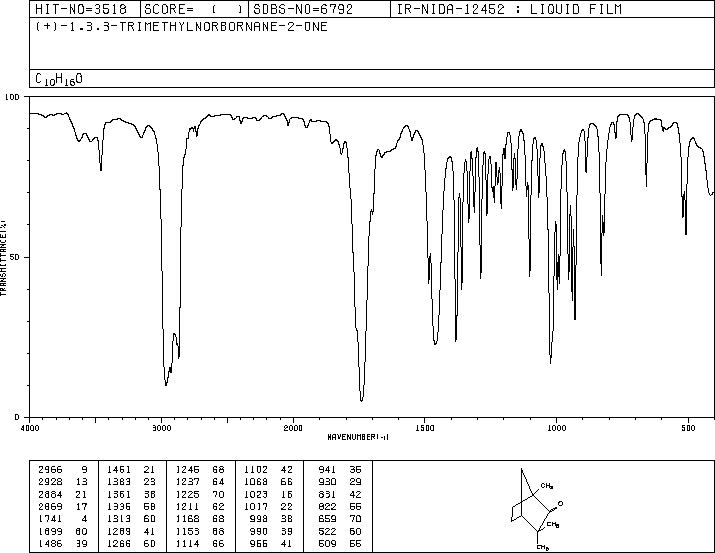 HIT-NO=3518 SCORE= ( ) SDBS-NO=6792 IR-NIDA-12452 : LIQUID FILM
(+)-1,3,3-TRIMETHYLNORBORNANE-2-ONE
C10H16O
100
TRANSMITTANCE(%)
50
0
4000 3000 2000 1500 1000 500
WAVENUMBER(-1)
2966 9 1461 21 1246 68 1102 42 941 36
2928 13 1383 23 1237 64 1068 66 930 29
2884 21 1361 38 1225 70 1023 16 831 42
2869 17 1336 58 1211 62 1017 22 822 55
1741 4 1313 60 1168 68 998 38 659 70
1699 60 1289 41 1153 68 990 39 522 60
1486 39 1266 60 1114 66 955 41 509 55
CH3
O
CH3
CH3